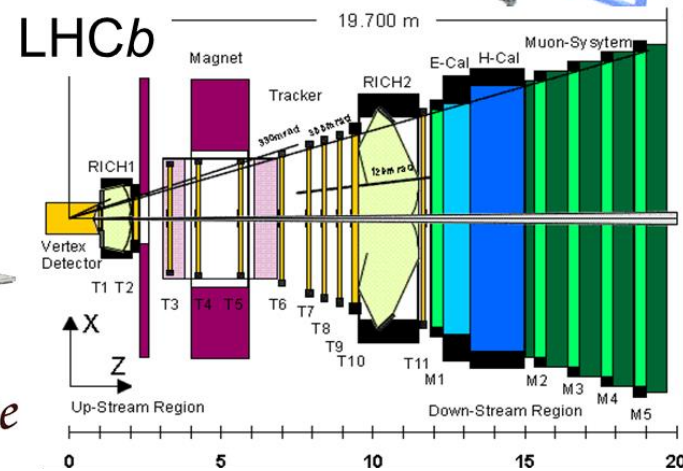 19.700 m
LHCb
Magnet
Muon-Sysytem
E-Cal
H-Cal
RICH2
Tracker
330mrad
300mrad
RICH1
120mrad
Vertex
Detector
T1 T2
T3 T4 T5 T6 T7
T8
T9
T10
T11
M1
M2
M3
M4
M5
X
Z
e
Up-Stream Region
Down-Stream Region
0 5 10 15 20